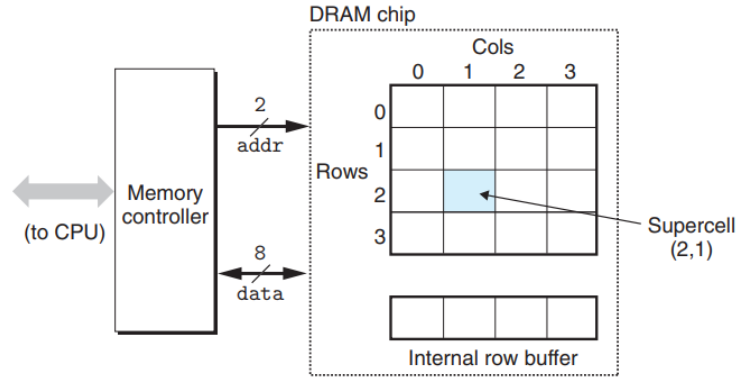 DRAM chip
Cols
0 1 2 3
2
addr
0
1
Rows
2
3
Memory
controller
(to CPU)
8
data
Supercell
(2,1)
Internal row buffer